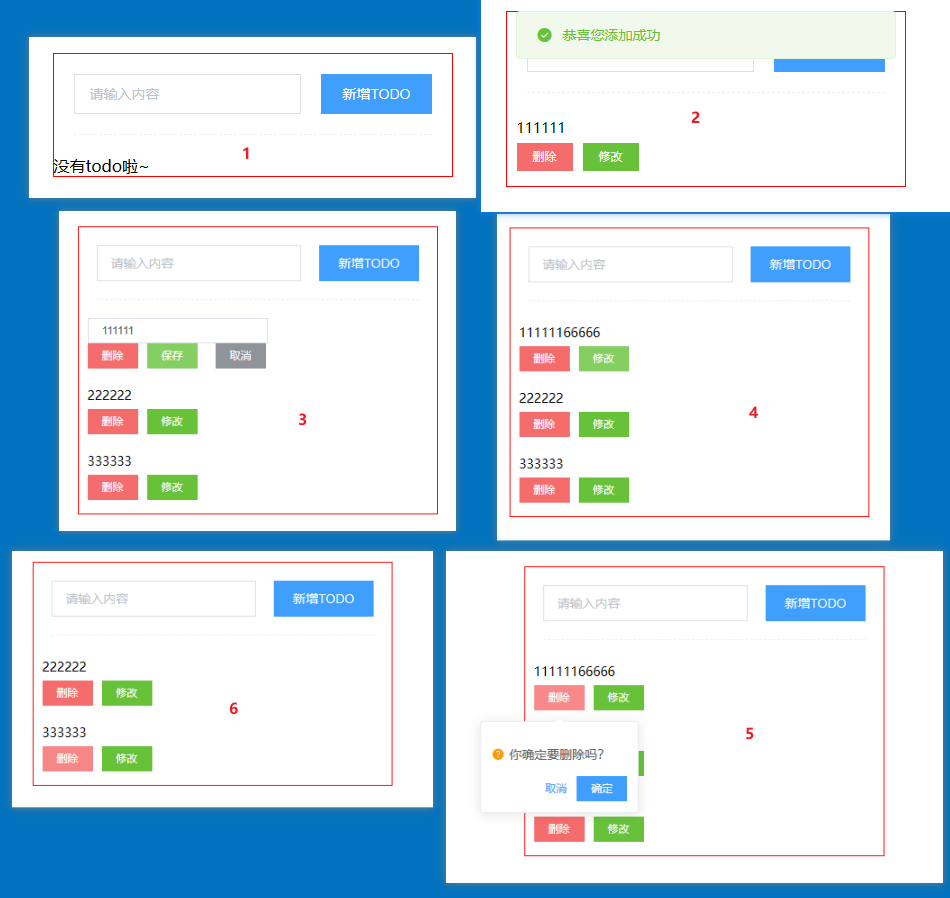 请输入内容 新增TODO
1
没有todo啦~
恭喜您添加成功
2
111111
删除 修改
请输入内容 新增TODO
111111
删除 保存 取消
222222
删除 修改
3
333333
删除 修改
请输入内容 新增TODO
11111166666
删除 修改
222222
删除 修改
4
333333
删除 修改
请输入内容 新增TODO
222222
删除 修改
6
333333
删除 修改
请输入内容 新增TODO
11111166666
删除 修改
5
你确定要删除吗?
取消 确定
删除 修改